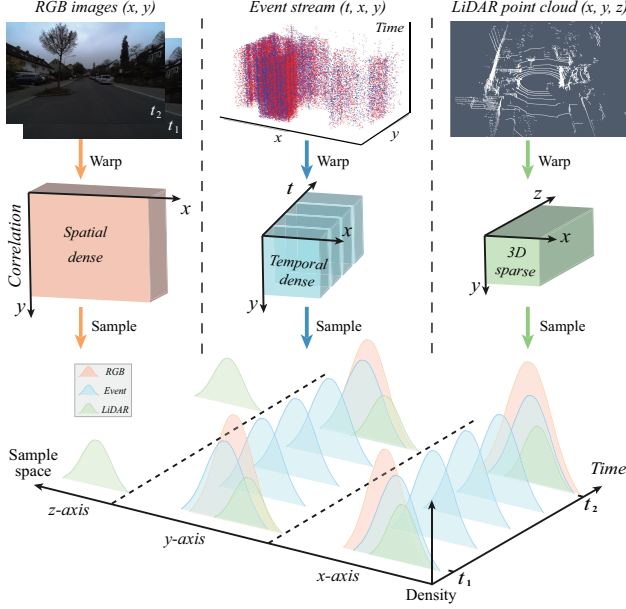 RGB images (x, y)
Event stream (t, x, y)
LiDAR point cloud (x, y, z)
Time
t2
t1
x
y
Warp
Warp
Warp
Correlation
x
y
Spatial
dense
t
x
y
Temporal
dense
z
x
y
3D
sparse
Sample
Sample
Sample
RGB
Event
LiDAR
Sample
space
Time
z-axis
y-axis
x-axis
t2
t1
Density